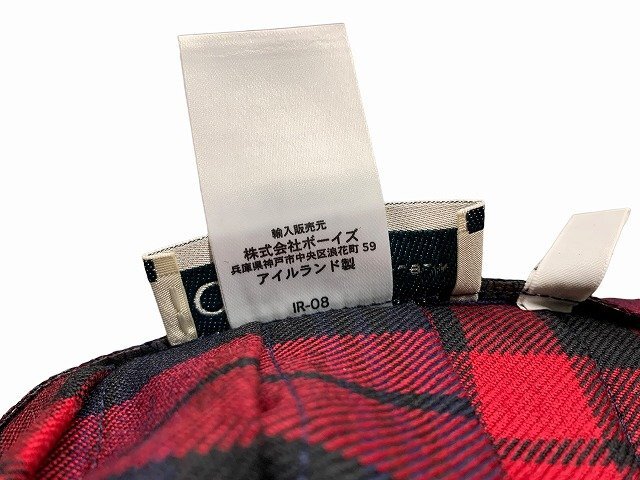 輸入販売元
株式会社ボーイズ
兵庫県神戸市中央区浪花町 59
アイルランド製
IR-08